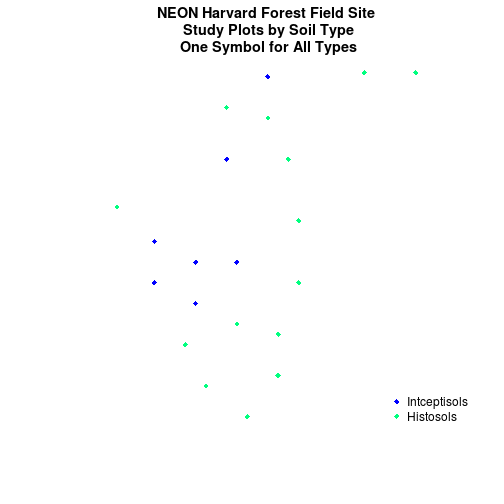 NEON Harvard Forest Field Site
Study Plots by Soil Type
One Symbol for All Types
Intceptisols
Histosols